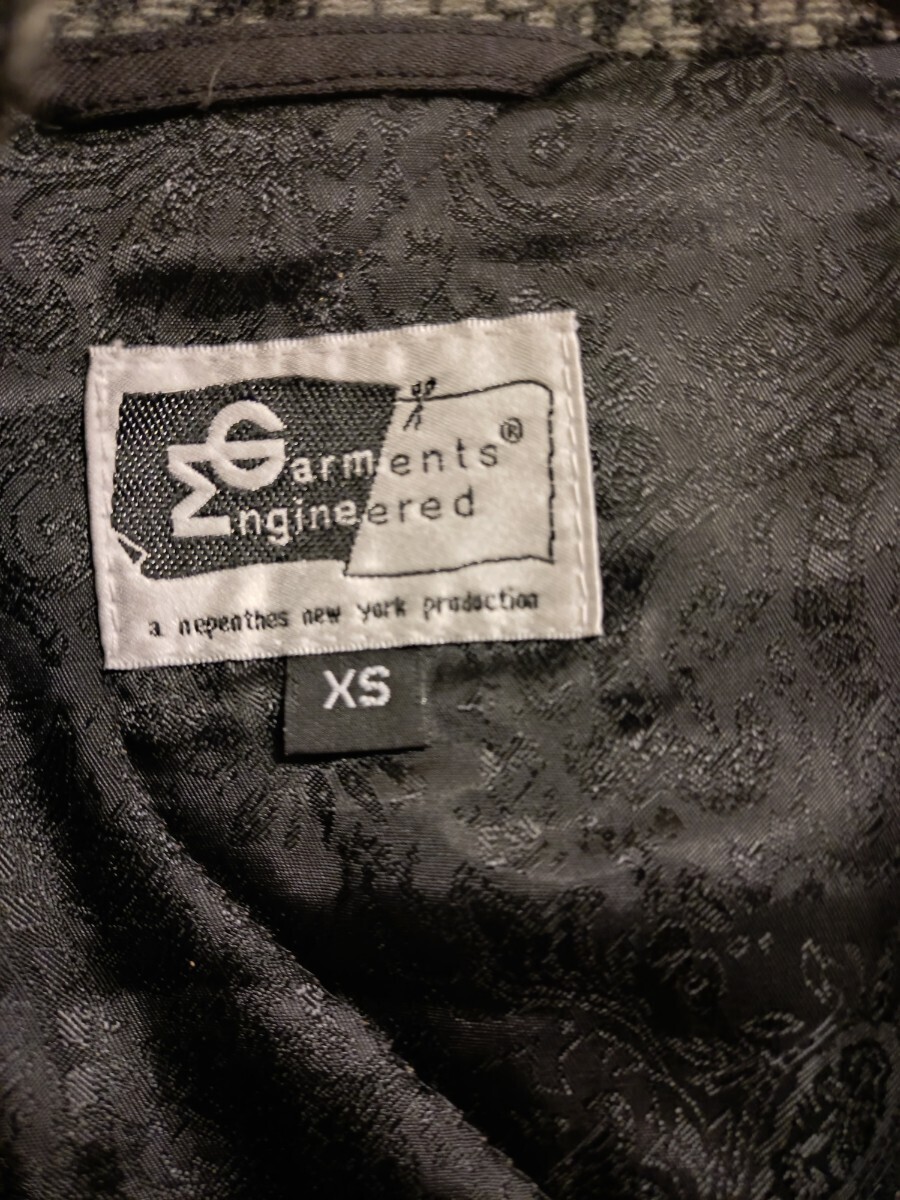 Garments®
Engineered
a nepenthes new york production
XS